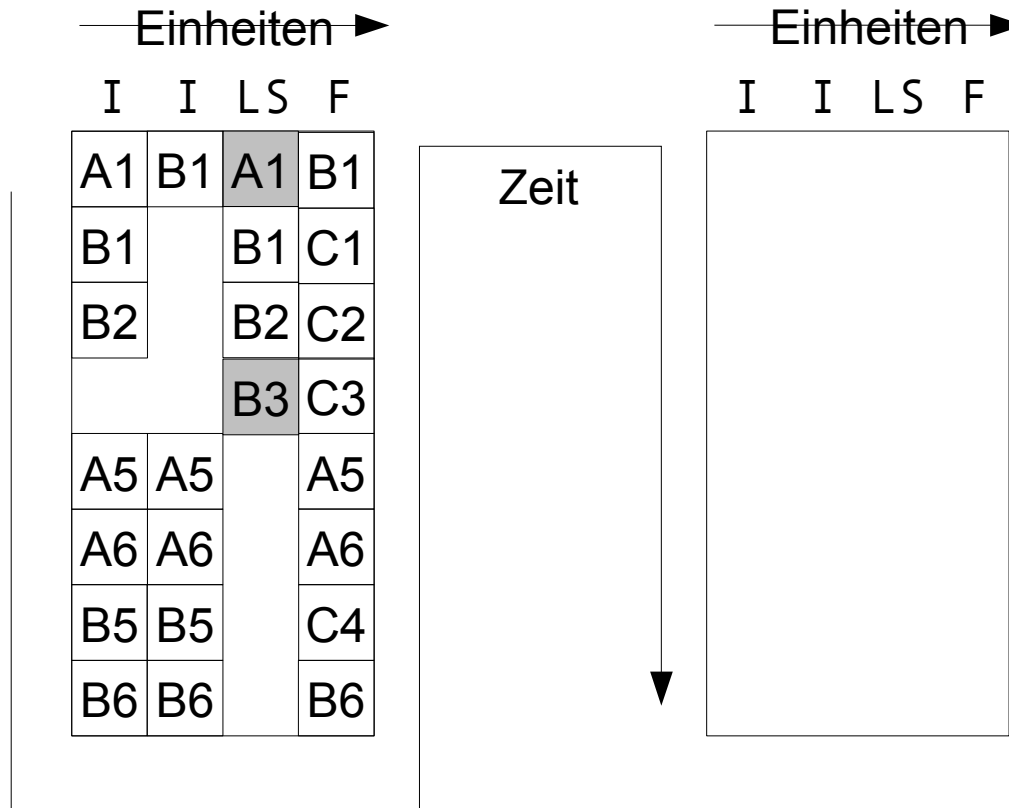 Einheiten Einheiten
I I LS F I I LS F
A1 B1 A1 B1 Zeit
B1 B1 C1
B2 B2 C2
B3 C3
A5 A5 A5
A6 A6 A6
B5 B5 C4
B6 B6 B6